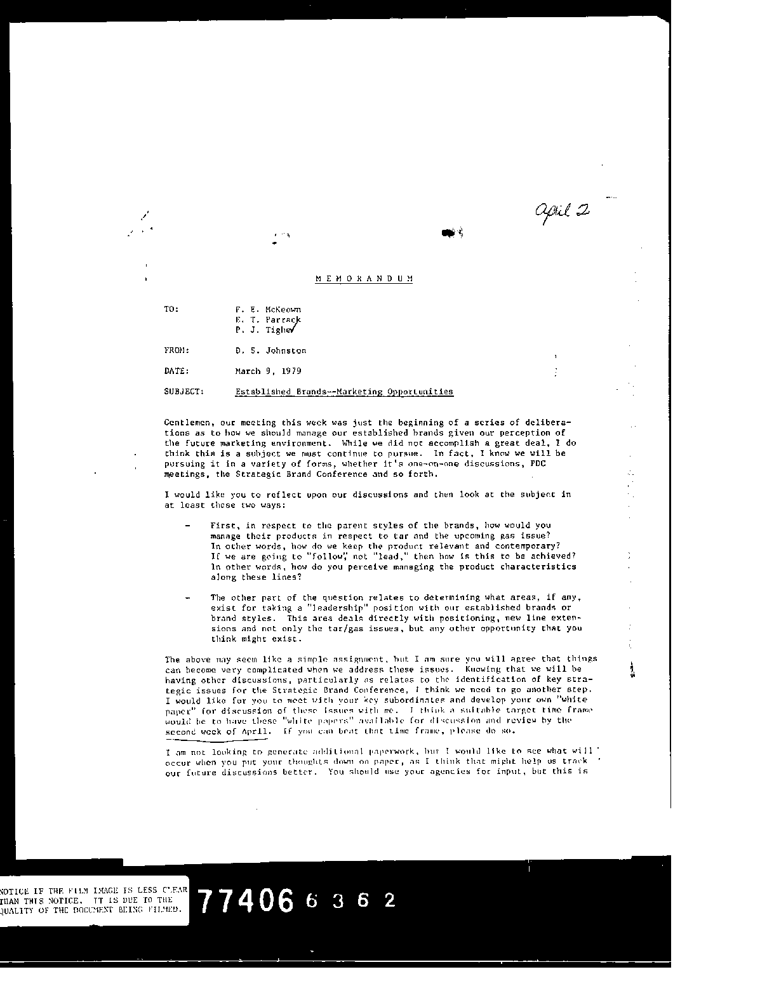 April 2
M E M O R A N D U M
TO: F. E. McKeown
E. T. Parrack
P. J. Tighe
FROM: D. S. Johnston
DATE: March 9, 1979
SUBJECT: Established Brands--Marketing Opportunities
Gentlemen, our meeting this week was just the beginning of a series of delibera-
tions as to how we should manage our established brands given our perception of
the future marketing environment. While we did not accomplish a great deal, I do
think this is a subject we must continue to pursue. In fact, I know we will be
pursuing it in a variety of forms, whether it's one-on-one discussions, PDC
meetings, the Strategic Brand Conference and so forth.
I would like you to reflect upon our discussions and then look at the subject in
at least these two ways:
- First, in respect to the parent styles of the brands, how would you
manage their products in respect to tar and the upcoming gas issue?
In other words, how do we keep the product relevant and contemporary?
If we are going to "follow," not "lead," then how is this to be achieved?
In other words, how do you perceive managing the product characteristics
along these lines?
- The other part of the question relates to determining what areas, if any,
exist for taking a "leadership" position with our established brands or
brand styles. This area deals directly with positioning, new line exten-
sions and not only the tar/gas issues, but any other opportunity that you
think might exist.
The above may seem like a simple assignment, but I am sure you will agree that things
can become very complicated when we address these issues. Knowing that we will be
having other discussions, particularly as relates to the identification of key stra-
tegic issues for the Strategic Brand Conference, I think we need to go another step.
I would like for you to meet with your key subordinates and develop your own "white
paper" for discussion of these issues with me. I think a suitable target time frame
would be to have these "white papers" available for discussion and review by the
second week of April. If you can beat that time frame, please do so.
I am not looking to generate additional paperwork, but I would like to see what will
occur when you put your thoughts down on paper, as I think that might help us track
our future discussions better. You should use your agencies for input, but this is
NOTICE IF THE FILM IMAGE IS LESS CLEAR
THAN THIS NOTICE. IT IS DUE TO THE
QUALITY OF THE DOCUMENT BEING FILMED.
77406 6362